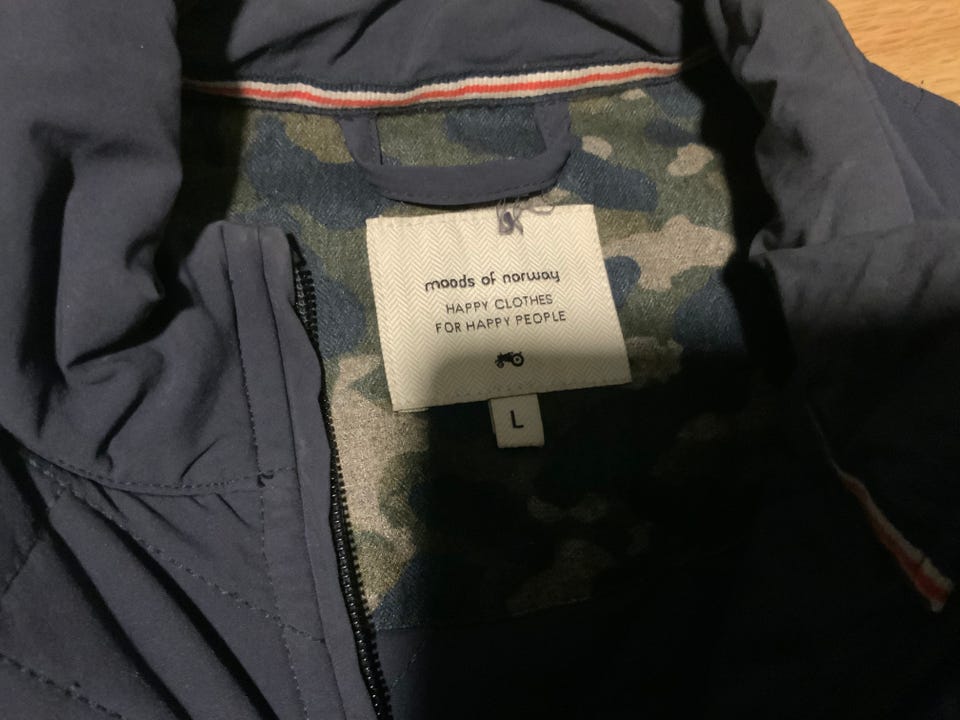 moods of norway
HAPPY CLOTHES
FOR HAPPY PEOPLE
L